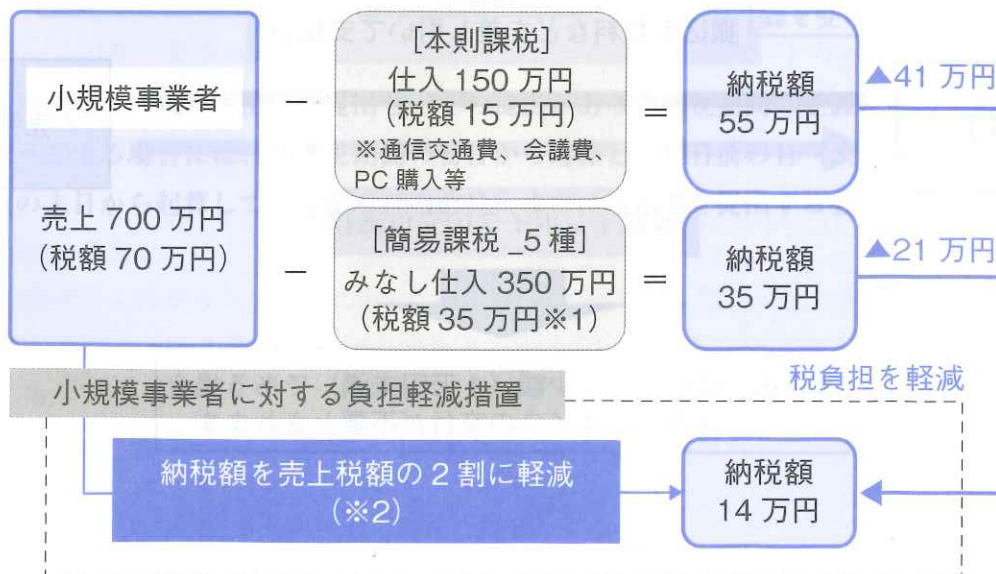 小規模事業者
売上 700 万円
（税額 70 万円）
−
[本則課税]
仕入 150 万円
（税額 15 万円）
※通信交通費、会議費、
PC 購入等
＝
納税額
55 万円
▲41 万円
−
[簡易課税 _5 種]
みなし仕入 350 万円
（税額 35 万円※1）
＝
納税額
35 万円
▲21 万円
税負担を軽減
小規模事業者に対する負担軽減措置
納税額を売上税額の 2 割に軽減
（※2）
納税額
14 万円